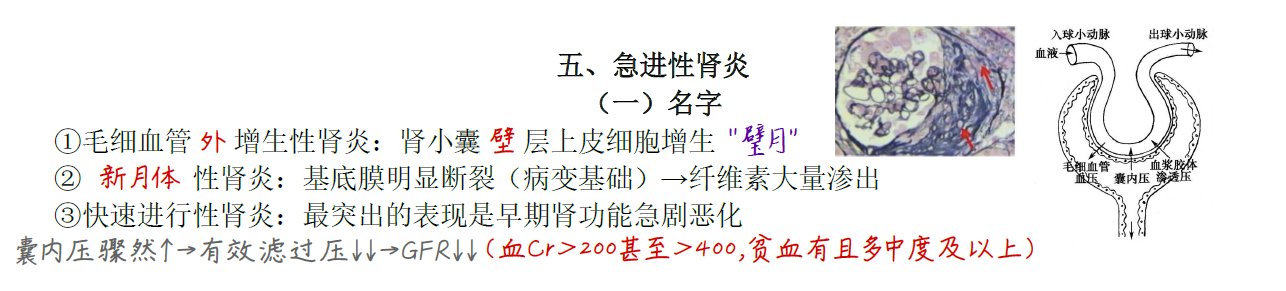 五、急进性肾炎
（一）名字
①毛细血管 外 增生性肾炎：肾小囊 壁 层上皮细胞增生 "璧月"
② 新月体 性肾炎：基底膜明显断裂（病变基础）→纤维素大量渗出
③快速进行性肾炎：最突出的表现是早期肾功能急剧恶化
囊内压骤然↑→有效滤过压↓↓→GFR↓↓(血Cr>200甚至>400,贫血有且多中度及以上)
入球小动脉
出球小动脉
血液
毛细血管
血压
囊内压
血浆胶体
渗透压